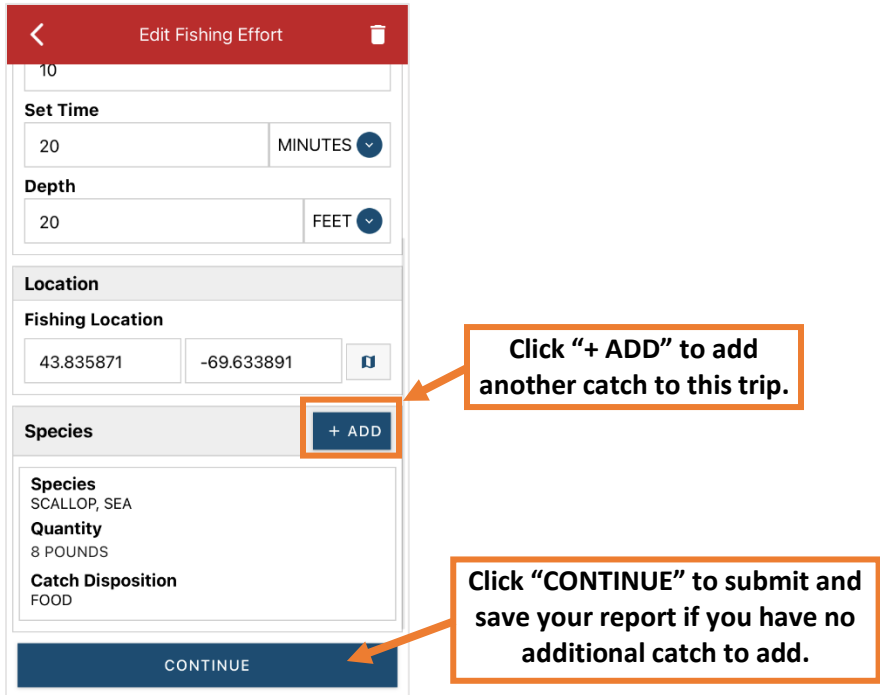 Edit Fishing Effort
10
Set Time
20 MINUTES
Depth
20 FEET
Location
Fishing Location
43.835871 -69.633891
Click “+ ADD” to add
another catch to this trip.
Species + ADD
Species
SCALLOP, SEA
Quantity
8 POUNDS
Catch Disposition
FOOD
Click “CONTINUE” to submit and
save your report if you have no
additional catch to add.
CONTINUE